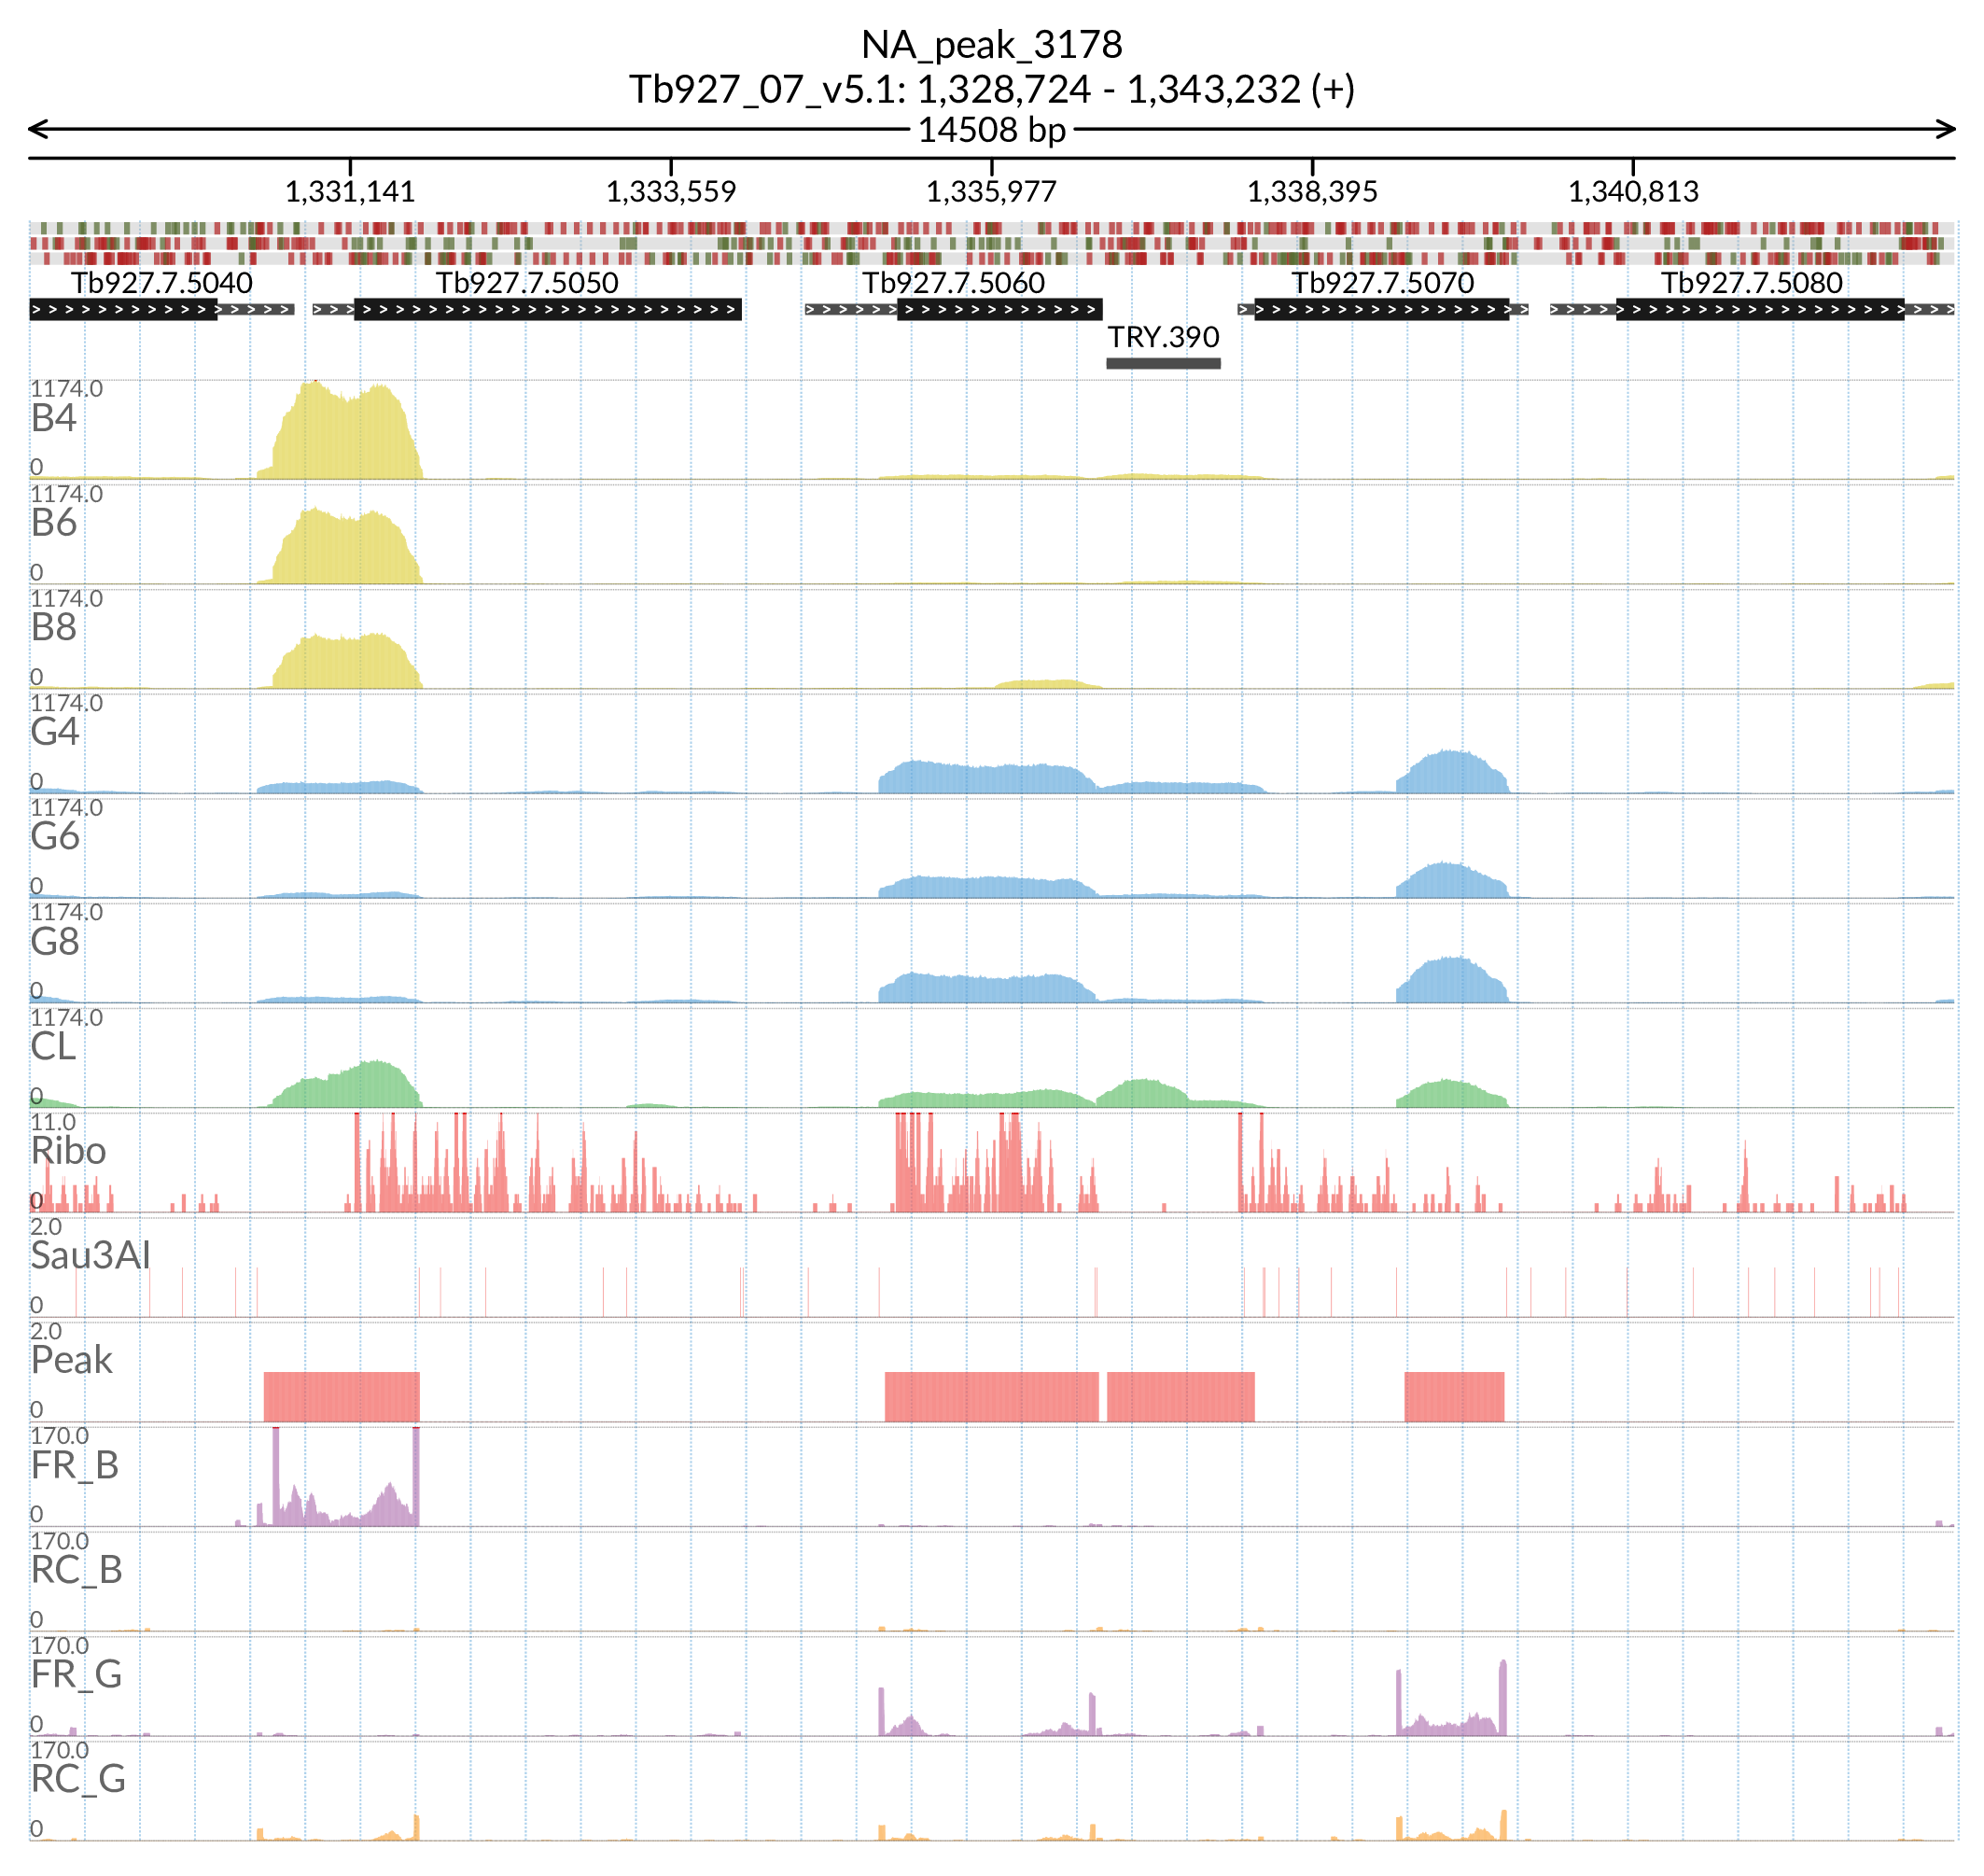 NA_peak_3178
Tb927_07_v5.1: 1,328,724 - 1,343,232 (+)
14508 bp
1,331,141 1,333,559 1,335,977 1,338,395 1,340,813
Tb927.7.5040 Tb927.7.5050 Tb927.7.5060 Tb927.7.5070 Tb927.7.5080
TRY.390
1174.0
B4
0
1174.0
B6
0
1174.0
B8
0
1174.0
G4
0
1174.0
G6
0
1174.0
G8
0
1174.0
CL
0
11.0
Ribo
0
2.0
Sau3AI
0
2.0
Peak
0
170.0
FR_B
0
170.0
RC_B
0
170.0
FR_G
0
170.0
RC_G
0